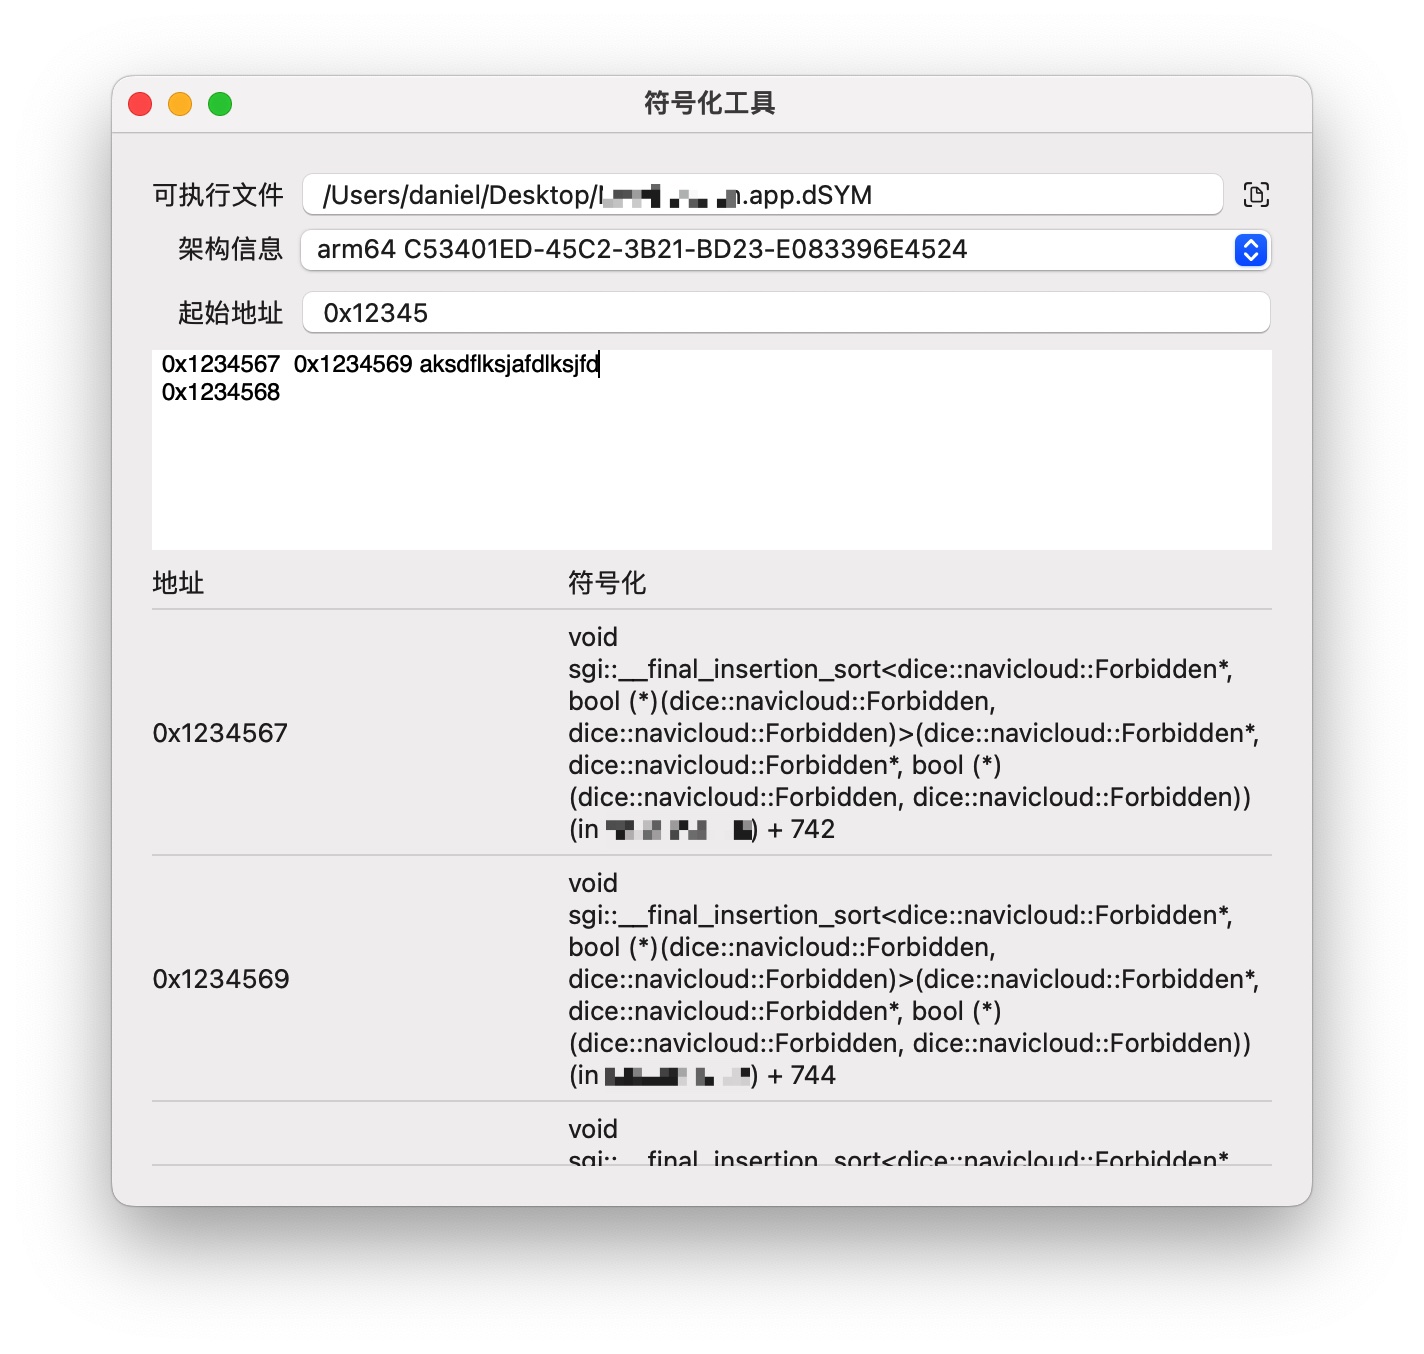 符号化工具
可执行文件 /Users/daniel/Desktop/ .app.dSYM
架构信息 arm64 C53401ED-45C2-3B21-BD23-E083396E4524
起始地址 0x12345
0x1234567 0x1234569 aksdflksjafdlksjfd
0x1234568
地址 符号化
void
sgi::__final_insertion_sort<dice::navicloud::Forbidden*,
bool (*)(dice::navicloud::Forbidden,
0x1234567 dice::navicloud::Forbidden)>(dice::navicloud::Forbidden*,
dice::navicloud::Forbidden*, bool (*)
(dice::navicloud::Forbidden, dice::navicloud::Forbidden))
(in ) + 742
void
sgi::__final_insertion_sort<dice::navicloud::Forbidden*,
bool (*)(dice::navicloud::Forbidden,
0x1234569 dice::navicloud::Forbidden)>(dice::navicloud::Forbidden*,
dice::navicloud::Forbidden*, bool (*)
(dice::navicloud::Forbidden, dice::navicloud::Forbidden))
(in ) + 744
void
sgi::__final_insertion_sort<dice::navicloud::Forbidden*